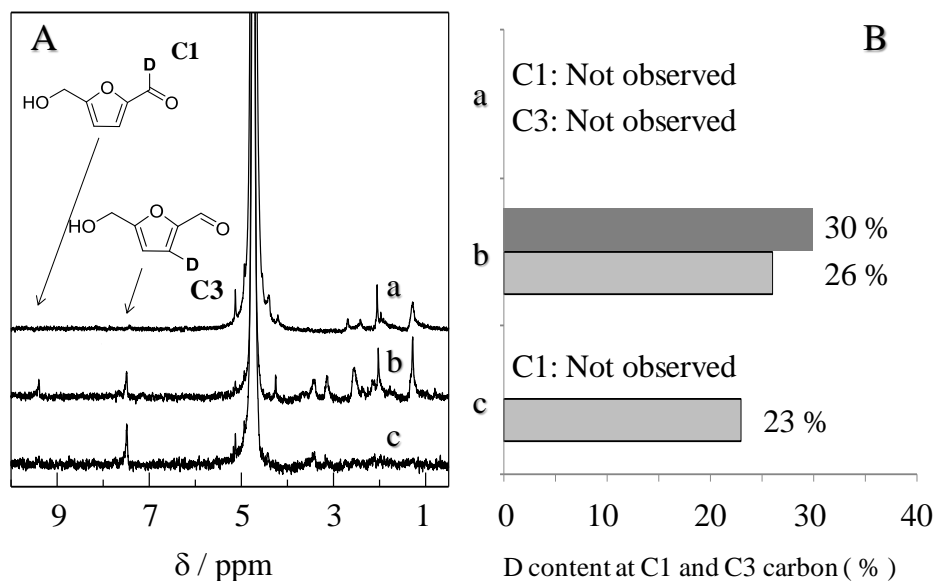 A
D C1
HO O O
HO O O
D
C3
a
b
c
9 7 5 3 1
δ / ppm
B
a
C1: Not observed
C3: Not observed
b
30 %
26 %
C1: Not observed
c
23 %
0 10 20 30 40
D content at C1 and C3 carbon ( % )